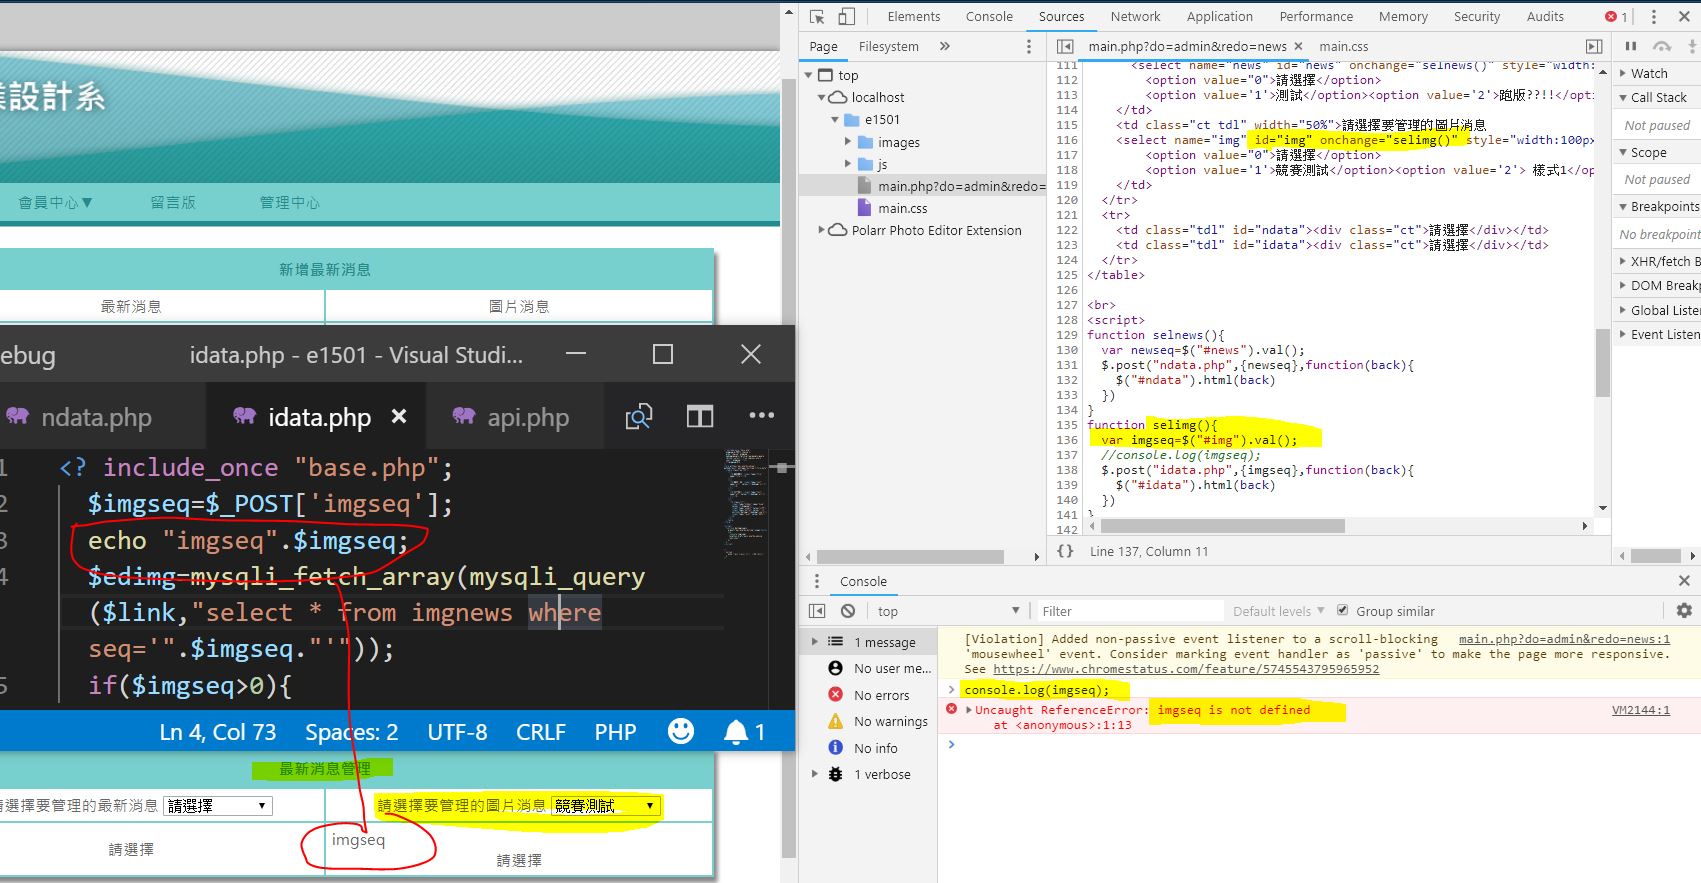 業設計系
會員中心▼
留言版
管理中心
新增最新消息
最新消息
圖片消息
ebug
idata.php - e1501 - Visual Studi...
ndata.php
idata.php
api.php
1 <? include_once "base.php";
2 $imgseq=$_POST['imgseq'];
3 echo "imgseq".$imgseq;
4 $edimg=mysqli_fetch_array(mysqli_query
($link,"select * from imgnews where
seq='".$imgseq."'"));
5 if($imgseq>0){
Ln 4, Col 73 Spaces: 2 UTF-8 CRLF PHP 1
最新消息管理
請選擇要管理的最新消息 請選擇
請選擇要管理的圖片消息 競賽測試
請選擇
imgseq
請選擇
Elements Console Sources Network Application Performance Memory Security Audits 1
Page Filesystem »
main.php?do=admin&redo=news
main.css
top
localhost
e1501
images
js
main.php?do=admin&redo=
main.css
Polarr Photo Editor Extension
111 <select name="news" id="news" onchange="selnews()" style="width:
112 <option value="0">請選擇</option>
113 <option value='1'>測試</option><option value='2'>跑版??!!</opti
114 </td>
115 <td class="ct tdl" width="50%">請選擇要管理的圖片消息
116 <select name="img" id="img" onchange="selimg()" style="width:100px
117 <option value="0">請選擇</option>
118 <option value='1'>競賽測試</option><option value='2'> 樣式1</op
119 </td>
120 </tr>
121 <tr>
122 <td class="tdl" id="ndata"><div class="ct">請選擇</div></td>
123 <td class="tdl" id="idata"><div class="ct">請選擇</div></td>
124 </tr>
125 </table>
126
127 <br>
128 <script>
129 function selnews(){
130 var newseq=$("#news").val();
131 $.post("ndata.php",{newseq},function(back){
132 $("#ndata").html(back)
133 })
134 }
135 function selimg(){
136 var imgseq=$("#img").val();
137 //console.log(imgseq);
138 $.post("idata.php",{imgseq},function(back){
139 $("#idata").html(back)
140 })
141 }
142
{} Line 137, Column 11
Watch
Call Stack
Not paused
Scope
Not paused
Breakpoints
No breakpoint
XHR/fetch B
DOM Breakp
Global Liste
Event Listen
Console
top
Filter
Default levels ▼
Group similar
1 message
No user me...
No errors
No warnings
No info
1 verbose
[Violation] Added non-passive event listener to a scroll-blocking main.php?do=admin&redo=news:1
'mousewheel' event. Consider marking event handler as 'passive' to make the page more responsive.
See https://www.chromestatus.com/feature/5745543795965952
> console.log(imgseq);
Uncaught ReferenceError: imgseq is not defined VM2144:1
at <anonymous>:1:13
>